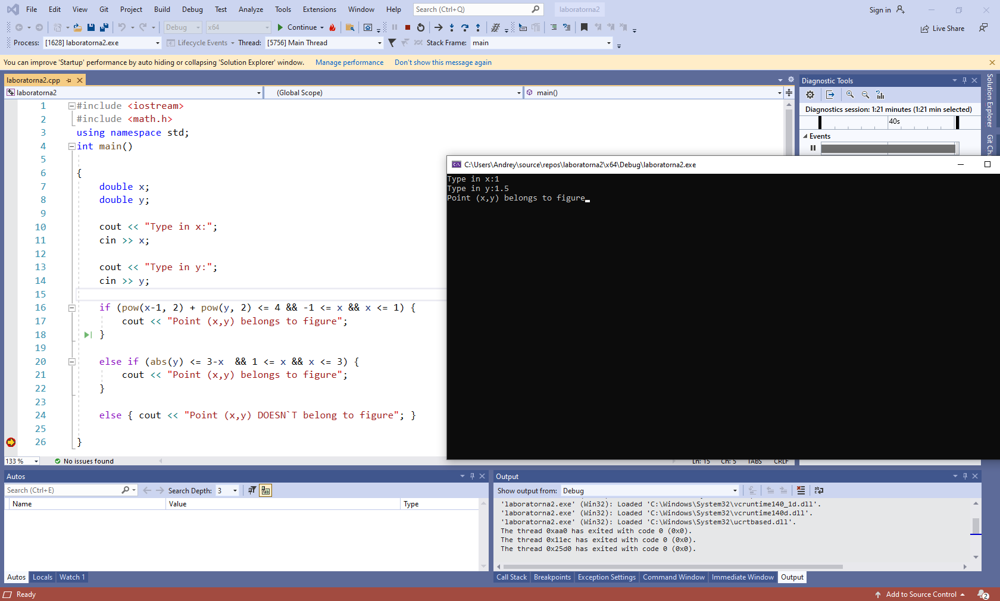 File Edit View Git Project Build Debug Test Analyze Tools Extensions Window Help Search (Ctrl+Q) laboratorna2 Sign in
Debug x64 Continue Live Share
Process: [1628] laboratorna2.exe Lifecycle Events Thread: [5756] Main Thread Stack Frame: main
You can improve 'Startup' performance by auto hiding or collapsing 'Solution Explorer' window. Manage performance Don't show this message again
laboratorna2.cpp
laboratorna2 (Global Scope) main()
1 #include <iostream>
2 #include <math.h>
3 using namespace std;
4 int main()
5
6 {
7 double x;
8 double y;
9
10 cout << "Type in x:";
11 cin >> x;
12
13 cout << "Type in y:";
14 cin >> y;
15
16 if (pow(x-1, 2) + pow(y, 2) <= 4 && -1 <= x && x <= 1) {
17 cout << "Point (x,y) belongs to figure";
18 }
19
20 else if (abs(y) <= 3-x  && 1 <= x && x <= 3) {
21 cout << "Point (x,y) belongs to figure";
22 }
23
24 else { cout << "Point (x,y) DOESN`T belong to figure"; }
25
26 }
133 % No issues found Ln: 15 Ch: 5 TABS CRLF
Diagnostic Tools
Diagnostics session: 1:21 minutes (1:21 min selected)
40s
Events
Solution Explorer
C:\Users\Andrey\source\repos\laboratorna2\x64\Debug\laboratorna2.exe
Type in x:1
Type in y:1.5
Point (x,y) belongs to figure
Autos
Search (Ctrl+E) Search Depth: 3
Name Value Type
Autos Locals Watch 1
Output
Show output from: Debug
'laboratorna2.exe' (Win32): Loaded 'C:\Windows\System32\vcruntime140_1d.dll'.
'laboratorna2.exe' (Win32): Loaded 'C:\Windows\System32\vcruntime140d.dll'.
'laboratorna2.exe' (Win32): Loaded 'C:\Windows\System32\ucrtbased.dll'.
The thread 0xaa0 has exited with code 0 (0x0).
The thread 0x11ec has exited with code 0 (0x0).
The thread 0x25d0 has exited with code 0 (0x0).
Call Stack Breakpoints Exception Settings Command Window Immediate Window Output
Ready Add to Source Control 2